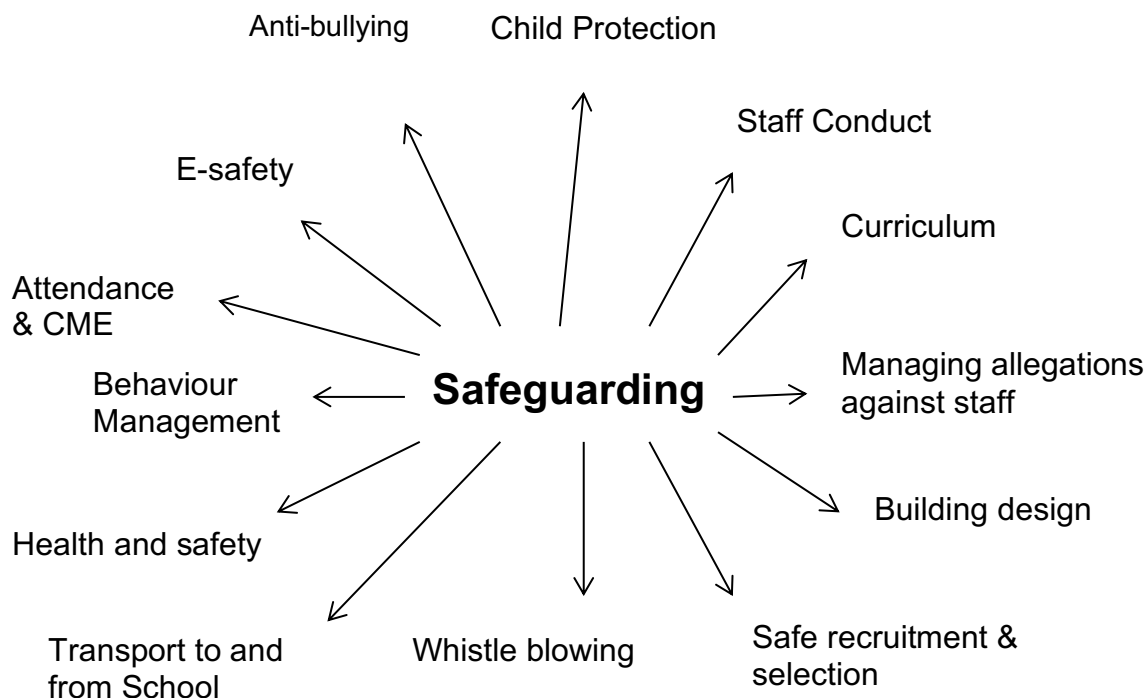 Anti-bullying
Child Protection
Staff Conduct
E-safety
Curriculum
Attendance
& CME
Safeguarding
Managing allegations
against staff
Behaviour
Management
Building design
Health and safety
Transport to and
from School
Whistle blowing
Safe recruitment &
selection